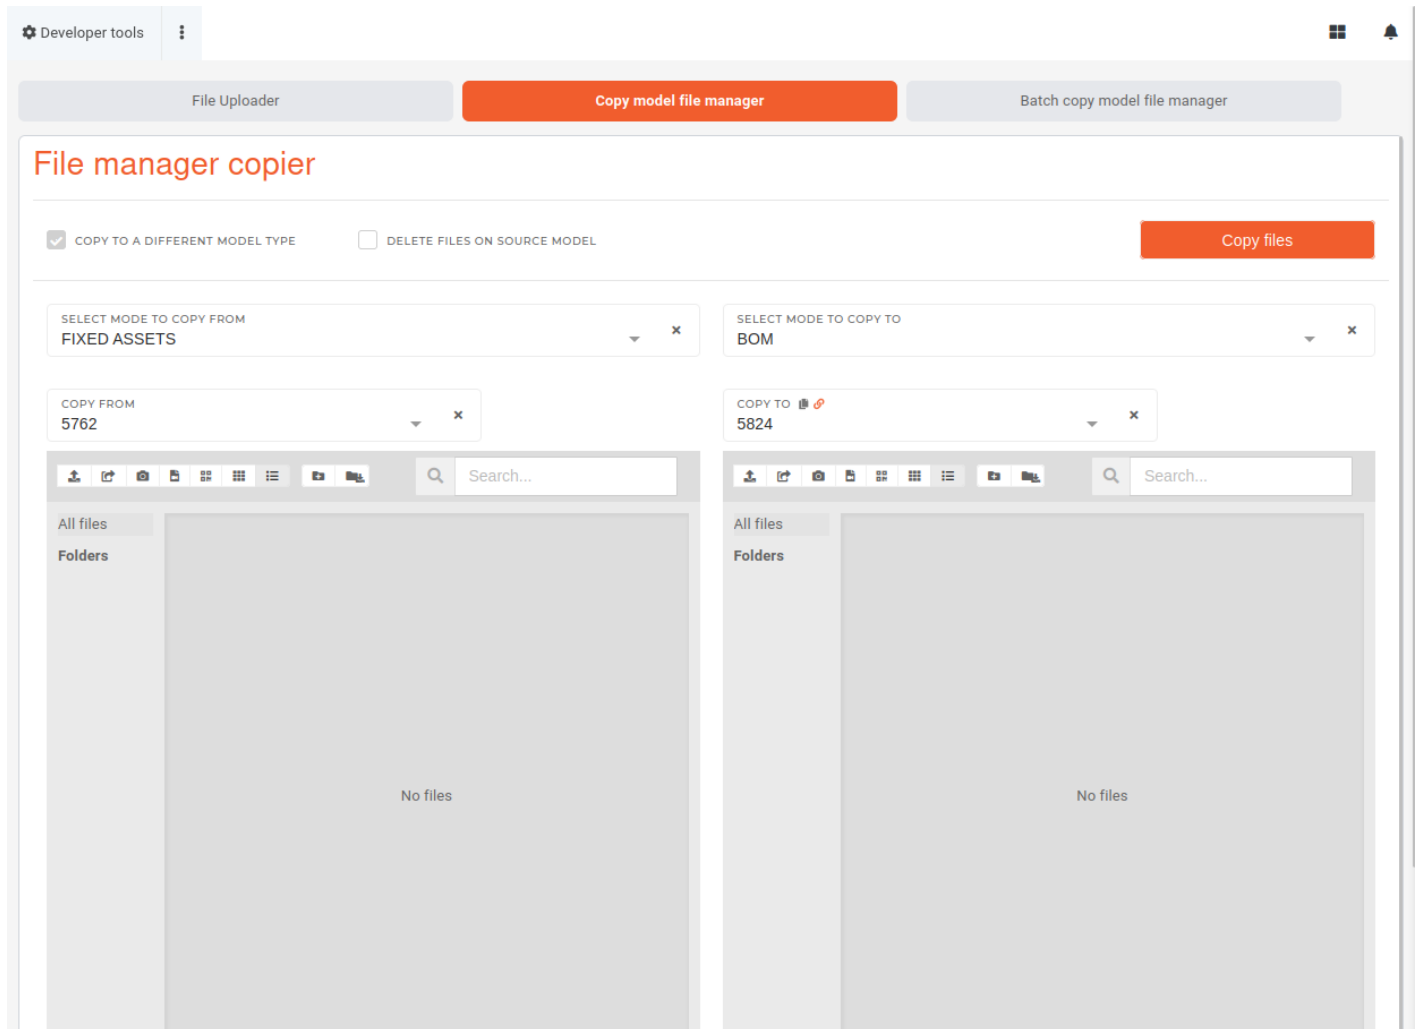 Developer tools
File Uploader
Copy model file manager
Batch copy model file manager
File manager copier
COPY TO A DIFFERENT MODEL TYPE
DELETE FILES ON SOURCE MODEL
Copy files
SELECT MODE TO COPY FROM
FIXED ASSETS
SELECT MODE TO COPY TO
BOM
COPY FROM
5762
COPY TO
5824
Search...
Search...
All files
Folders
No files
All files
Folders
No files